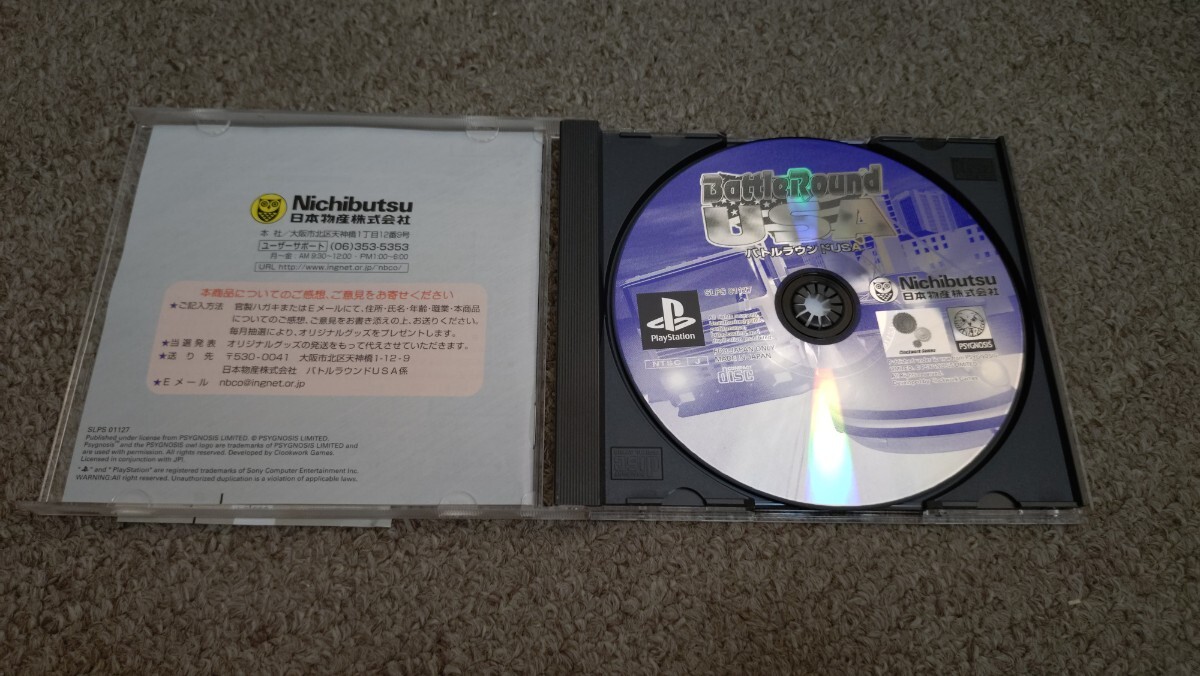 Nichibutsu
日本物産株式会社
本 社/大阪市北区天神橋1丁目12番9号
ユーザーサポート (06)353-5353
月～金:AM9:30～12:00・PM1:00～6:00
URL http://www.ingnet.or.jp/~nbco/
本商品についてのご感想、ご意見をお寄せください
★ご記入方法 官製ハガキまたはEメールにて、住所・氏名・年齢・職業・本商品
についてのご感想、ご意見をお書き添えの上、お送りください。
毎月抽選により、オリジナルグッズをプレゼントします。
★当選発表 オリジナルグッズの発送をもって代えさせていただきます。
★送り先 〒530-0041 大阪市北区天神橋1-12-9
日本物産株式会社 バトルラウンドUSA係
★Eメール nbco@ingnet.or.jp
SLPS 01127
Published under license from PSYGNOSIS LIMITED. © PSYGNOSIS LIMITED.
Psygnosis™ and the PSYGNOSIS owl logo are trademarks of PSYGNOSIS LIMITED and
are used with permission. All rights reserved. Developed by Crookwork Games.
Licensed in conjunction with JPI.
"PS" and "PlayStation" are registered trademarks of Sony Computer Entertainment Inc.
WARNING:All right reserved. Unauthorized duplication is a violation of applicable laws.
BattleRound
USA
バトルラウンドUSA
SLPS 01127
PlayStation
NTSC J
FOR JAPAN ONLY
MADE IN JAPAN
disc
Nichibutsu
日本物産株式会社
PSYGNOSIS